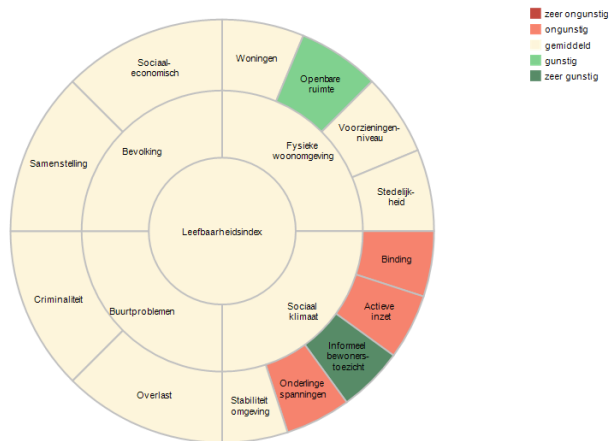 zeer ongunstig
ongunstig
gemiddeld
gunstig
zeer gunstig
Sociaal-
economisch
Woningen
Openbare
ruimte
Voorzieningen-
niveau
Stedelijk-
heid
Samenstelling
Bevolking
Fysieke
woonomgeving
Leefbaarheidsindex
Binding
Actieve
inzet
Informeel
bewoners-
toezicht
Onderlinge
spanningen
Stabiliteit
omgeving
Overlast
Criminaliteit
Buurtproblemen
Sociaal
klimaat